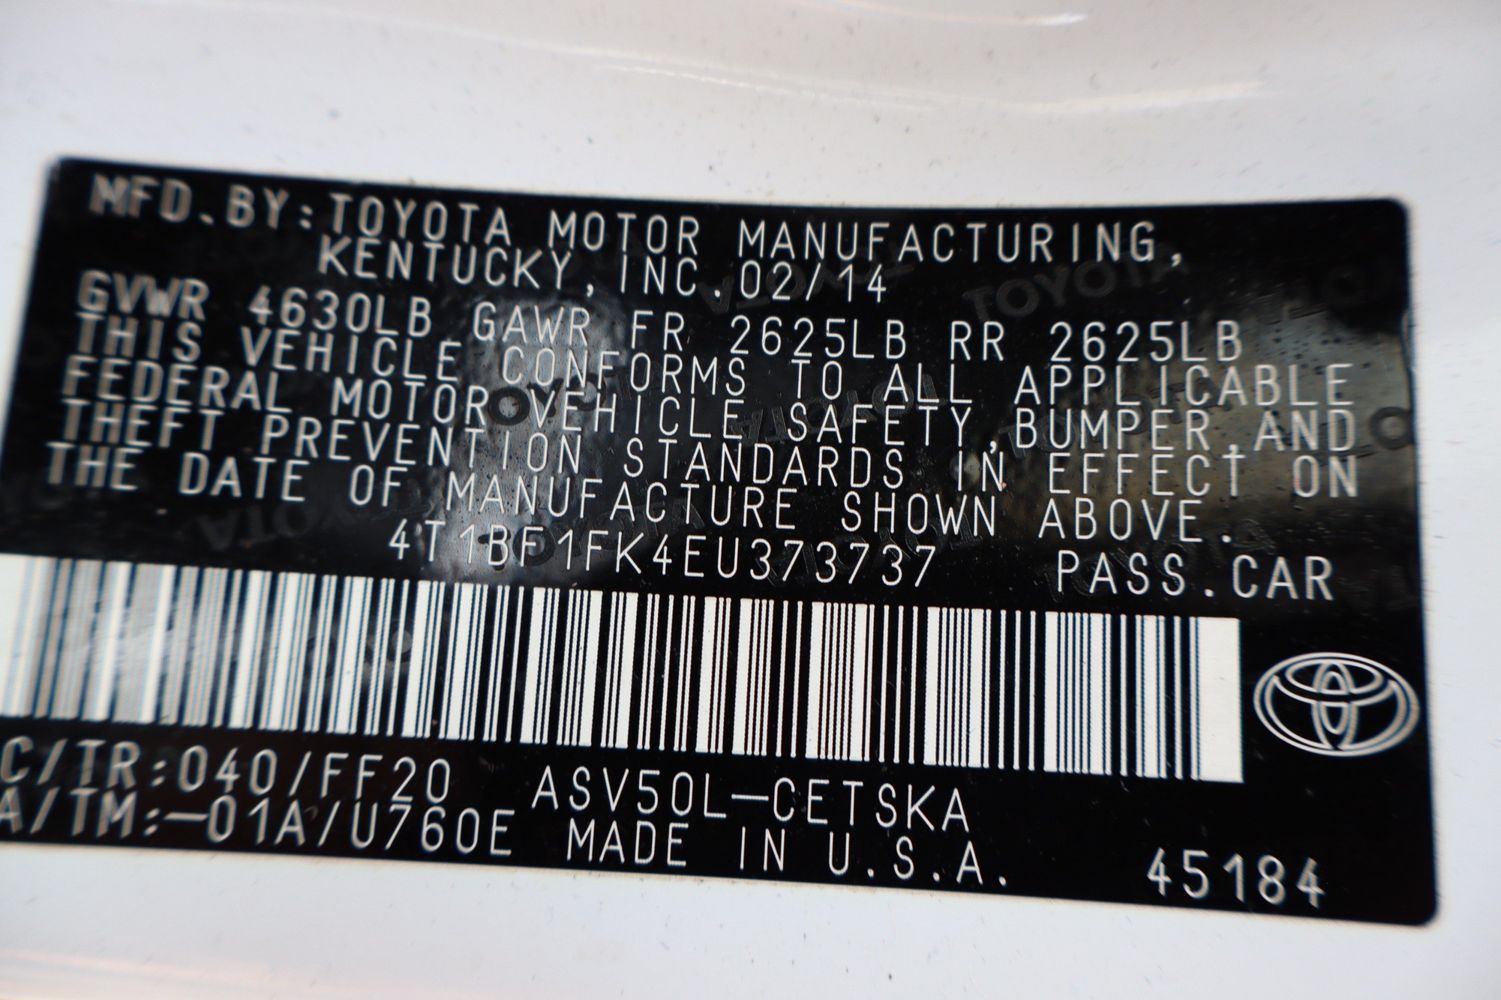 MFD.BY:TOYOTA MOTOR MANUFACTURING,
KENTUCKY, INC.02/14
GVWR 4630LB GAWR FR 2625LB RR 2625LB
THIS VEHICLE CONFORMS TO ALL APPLICABLE
FEDERAL MOTOR VEHICLE SAFETY,BUMPER,AND
THEFT PREVENTION STANDARDS IN EFFECT ON
THE DATE OF MANUFACTURE SHOWN ABOVE.
4T1BF1FK4EU373737 PASS.CAR
C/TR:040/FF20 ASV50L-CETSKA
A/TM:-01A/U760E MADE IN U.S.A. 45184